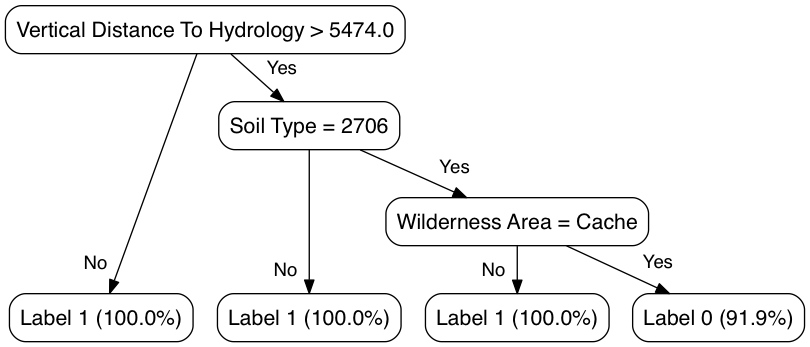 Vertical Distance To Hydrology > 5474.0
Yes
Soil Type = 2706
Yes
Wilderness Area = Cache
No
No
No
Yes
Label 1 (100.0%)
Label 1 (100.0%)
Label 1 (100.0%)
Label 0 (91.9%)